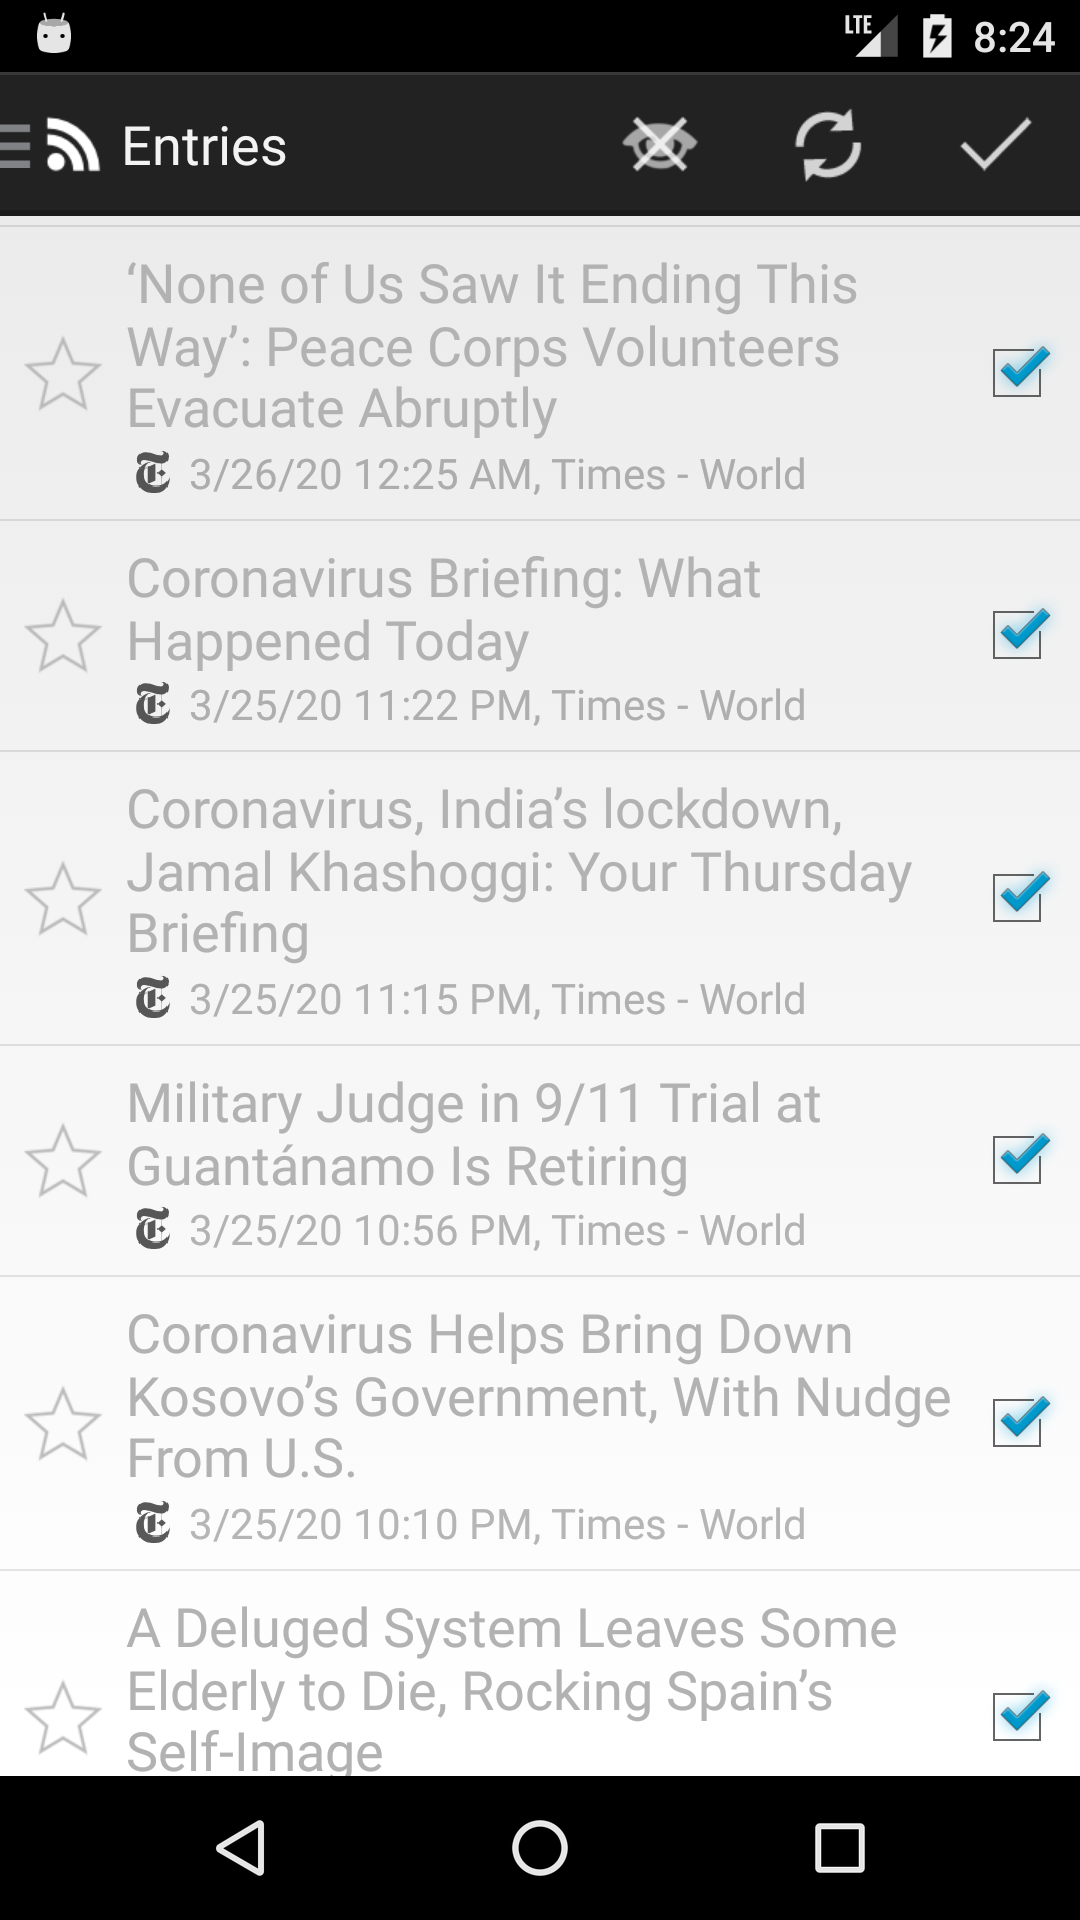 LTE 8:24
Entries
‘None of Us Saw It Ending This
Way’: Peace Corps Volunteers
Evacuate Abruptly
3/26/20 12:25 AM, Times - World
Coronavirus Briefing: What
Happened Today
3/25/20 11:22 PM, Times - World
Coronavirus, India’s lockdown,
Jamal Khashoggi: Your Thursday
Briefing
3/25/20 11:15 PM, Times - World
Military Judge in 9/11 Trial at
Guantánamo Is Retiring
3/25/20 10:56 PM, Times - World
Coronavirus Helps Bring Down
Kosovo’s Government, With Nudge
From U.S.
3/25/20 10:10 PM, Times - World
A Deluged System Leaves Some
Elderly to Die, Rocking Spain’s
Self-Image